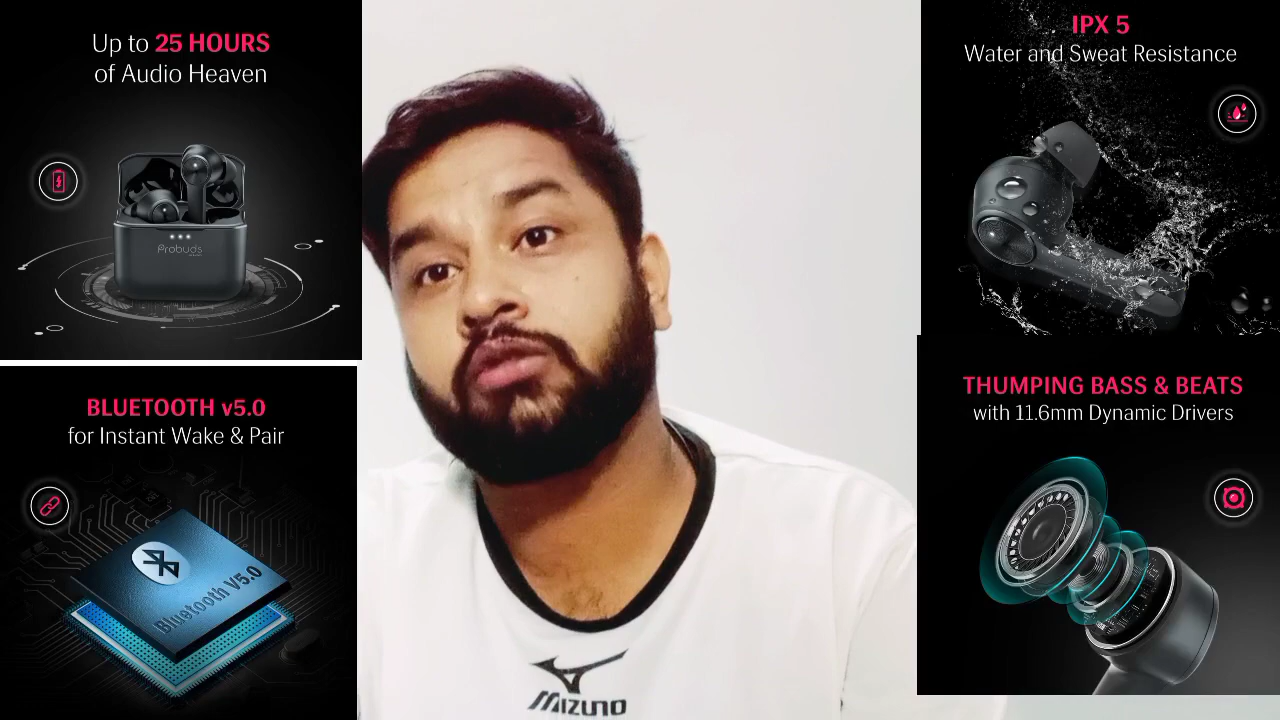 Up to 25 HOURS
of Audio Heaven
Probuds
BLUETOOTH v5.0
for Instant Wake & Pair
Bluetooth V5.0
MIZUNO
IPX 5
Water and Sweat Resistance
THUMPING BASS & BEATS
with 11.6mm Dynamic Drivers